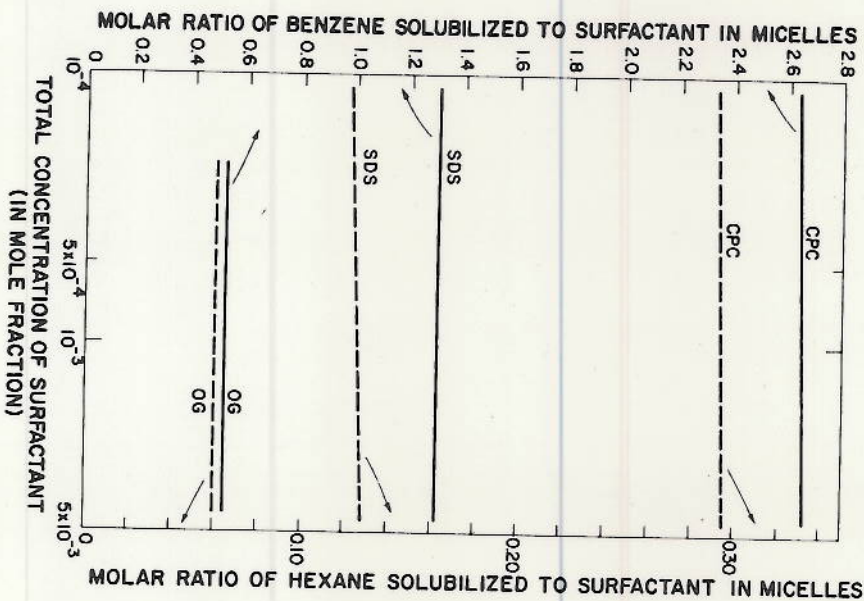 MOLAR RATIO OF BENZENE SOLUBILIZED TO SURFACTANT IN MICELLES
0 0.2 0.4 0.6 0.8 1.0 1.2 1.4 1.6 1.8 2.0 2.2 2.4 2.6 2.8
CPC
CPC
SDS
SDS
OG
OG
10⁻⁴ 5x10⁻⁴ 10⁻³ 5x10⁻³
TOTAL CONCENTRATION OF SURFACTANT
(IN MOLE FRACTION)
0 0.10 0.20 0.30
MOLAR RATIO OF HEXANE SOLUBILIZED TO SURFACTANT IN MICELLES